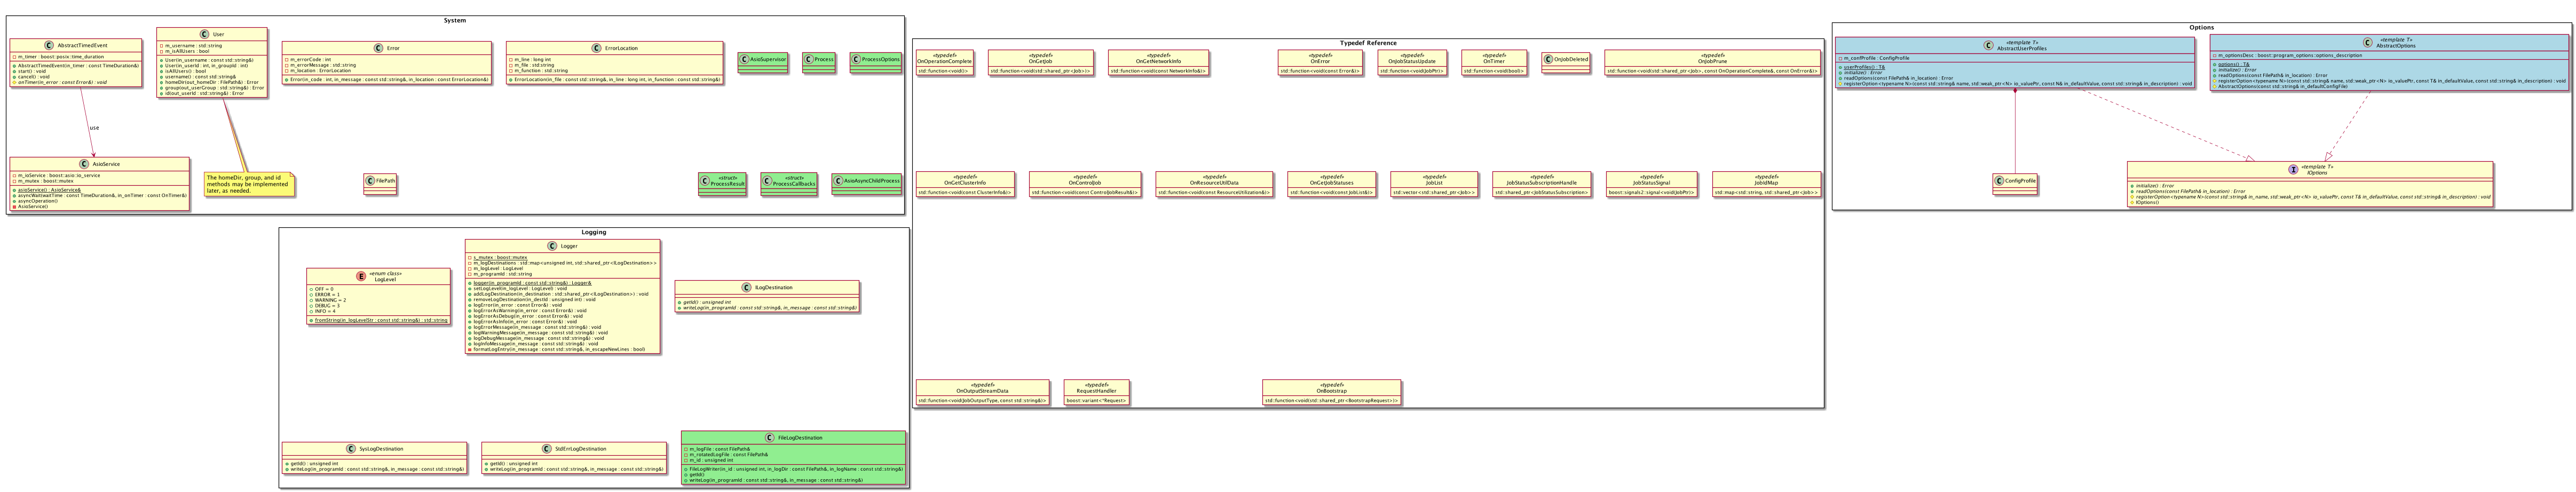 System
AbstractTimedEvent
m_timer : boost posix::time_duration
AbstractTimedEvent(in_timer : const TimeDuration&)
start() : void
cancel() : void
onTimer(in_error : const Error&) : void
User
m_username : std::string
m_isAllUsers : bool
User(in_username : const std::string&)
User(in_userId : int, in_groupId : int)
isAllUsers() : bool
username() : const std::string&
homeDir(out_homeDir : FilePath&) : Error
group(out_userGroup : std::string&) : Error
id(out_userId : std::string&) : Error
Error
m_errorCode : int
m_errorMessage : std::string
m_location : ErrorLocation
Error(in_code : int, in_message : const std::string&, in_location : const ErrorLocation&)
ErrorLocation
m_line : long int
m_file : std::string
m_function : std::string
ErrorLocation(in_file : const std::string&, in_line : long int, in_function : const std::string&)
AsioSupervisor
Process
ProcessOptions
use
AsioService
m_ioService : boost::asio::io_service
m_mutex : boost::mutex
asioService() : AsioService&
asyncWait(waitTime : const TimeDuration&, in_onTimer : const OnTimer&)
asyncOperation()
AsioService()
The homeDir, group, and id
methods may be implemented
later, as needed.
FilePath
«struct»
ProcessResult
«struct»
ProcessCallbacks
AsioAsyncChildProcess
Typedef Reference
«typedef»
OnOperationComplete
std::function<void()>
«typedef»
OnGetJob
std::function<void(std::shared_ptr<Job>)>
«typedef»
OnGetNetworkInfo
std::function<void(const NetworkInfo&)>
«typedef»
OnError
std::function<void(const Error&)>
«typedef»
OnJobStatusUpdate
std::function<void(JobPtr)>
«typedef»
OnTimer
std::function<void(bool)>
OnJobDeleted
«typedef»
OnJobPrune
std::function<void(std::shared_ptr<Job>, const OnOperationComplete&, const OnError&)>
«typedef»
OnGetClusterInfo
std::function<void(const ClusterInfo&)>
«typedef»
OnControlJob
std::function<void(const ControlJobResult&)>
«typedef»
OnResourceUtilData
std::function<void(const ResourceUtilization&)>
«typedef»
OnGetJobStatuses
std::function<void(const JobList&)>
«typedef»
JobList
std::vector<std::shared_ptr<Job>>
«typedef»
JobStatusSubscriptionHandle
std::shared_ptr<JobStatusSubscription>
«typedef»
JobStatusSignal
boost::signals2::signal<void(JobPtr)>
«typedef»
JobIdMap
std::map<std::string, std::shared_ptr<Job>>
«typedef»
OnOutputStreamData
std::function<void(JobOutputType, const std::string&)>
«typedef»
RequestHandler
boost::variant<*Request>
«typedef»
OnBootstrap
std::function<void(std::shared_ptr<BootstrapRequest>)>
Options
«template T»
AbstractUserProfiles
m_confProfile : ConfigProfile
userProfiles() : T&
initialize() : Error
readOptions(const FilePath& in_location) : Error
registerOption<typename N>(const std::string& name, std::weak_ptr<N> io_valuePtr, const N& m_defaultValue, const std::string& m_description) : void
«template T»
AbstractOptions
m_optionsDesc : boost::program_options::options_description
options() : T&
initialize() : Error
readOptions(const FilePath& in_location) : Error
registerOption<typename N>(const std::string& name, std::weak_ptr<N> io_valuePtr, const T& in_defaultValue, const std::string& in_description) : void
AbstractOptions(const std::string& in_defaultConfigFile)
ConfigProfile
«template T»
IOptions
initialize() : Error
readOptions(const FilePath& in_location) : Error
registerOption<typename N>(const std::string& in_name, std::weak_ptr<N> io_valuePtr, const T& in_defaultValue, const std::string& in_description) : void
IOptions()
Logging
«enum class»
LogLevel
OFF = 0
ERROR = 1
WARNING = 2
DEBUG = 3
INFO = 4
fromString(in_logLevelStr : const std::string&) : std::string
Logger
s_mutex : boost::mutex
m_logDestinations : std::map<unsigned int, std::shared_ptr<ILogDestination>>
m_logLevel : LogLevel
m_programId : std::string
logger(in_programId : const std::string&) : Logger&
setLogLevel(in_logLevel : LogLevel) : void
addLogDestination(in_destination : std::shared_ptr<ILogDestination>) : void
removeLogDestination(in_destId : unsigned int) : void
logError(in_error : const Error&) : void
logErrorAsWarning(in_error : const Error&) : void
logErrorAsDebug(in_error : const Error&) : void
logErrorAsInfo(in_error : const Error&) : void
logErrorMessage(in_message : const std::string&) : void
logWarningMessage(in_message : const std::string&) : void
logDebugMessage(in_message : const std::string&) : void
logInfoMessage(in_message : const std::string&) : void
formatLogEntry(in_message : const std::string&, in_escapeNewLines : bool)
ILogDestination
getId() : unsigned int
writeLog(in_programId : const std::string&, in_message : const std::string&)
SysLogDestination
getId() : unsigned int
writeLog(in_programId : const std::string&, in_message : const std::string&)
StdErrLogDestination
getId() : unsigned int
writeLog(in_programId : const std::string&, in_message : const std::string&)
FileLogDestination
m_logFile : const FilePath&
m_rotatedLogFile : const FilePath&
m_id : unsigned int
FileLogWriter(in_id : unsigned int, in_logDir : const FilePath&, in_logName : const std::string&)
getId()
writeLog(in_programId : const std::string&, in_message : const std::string&)